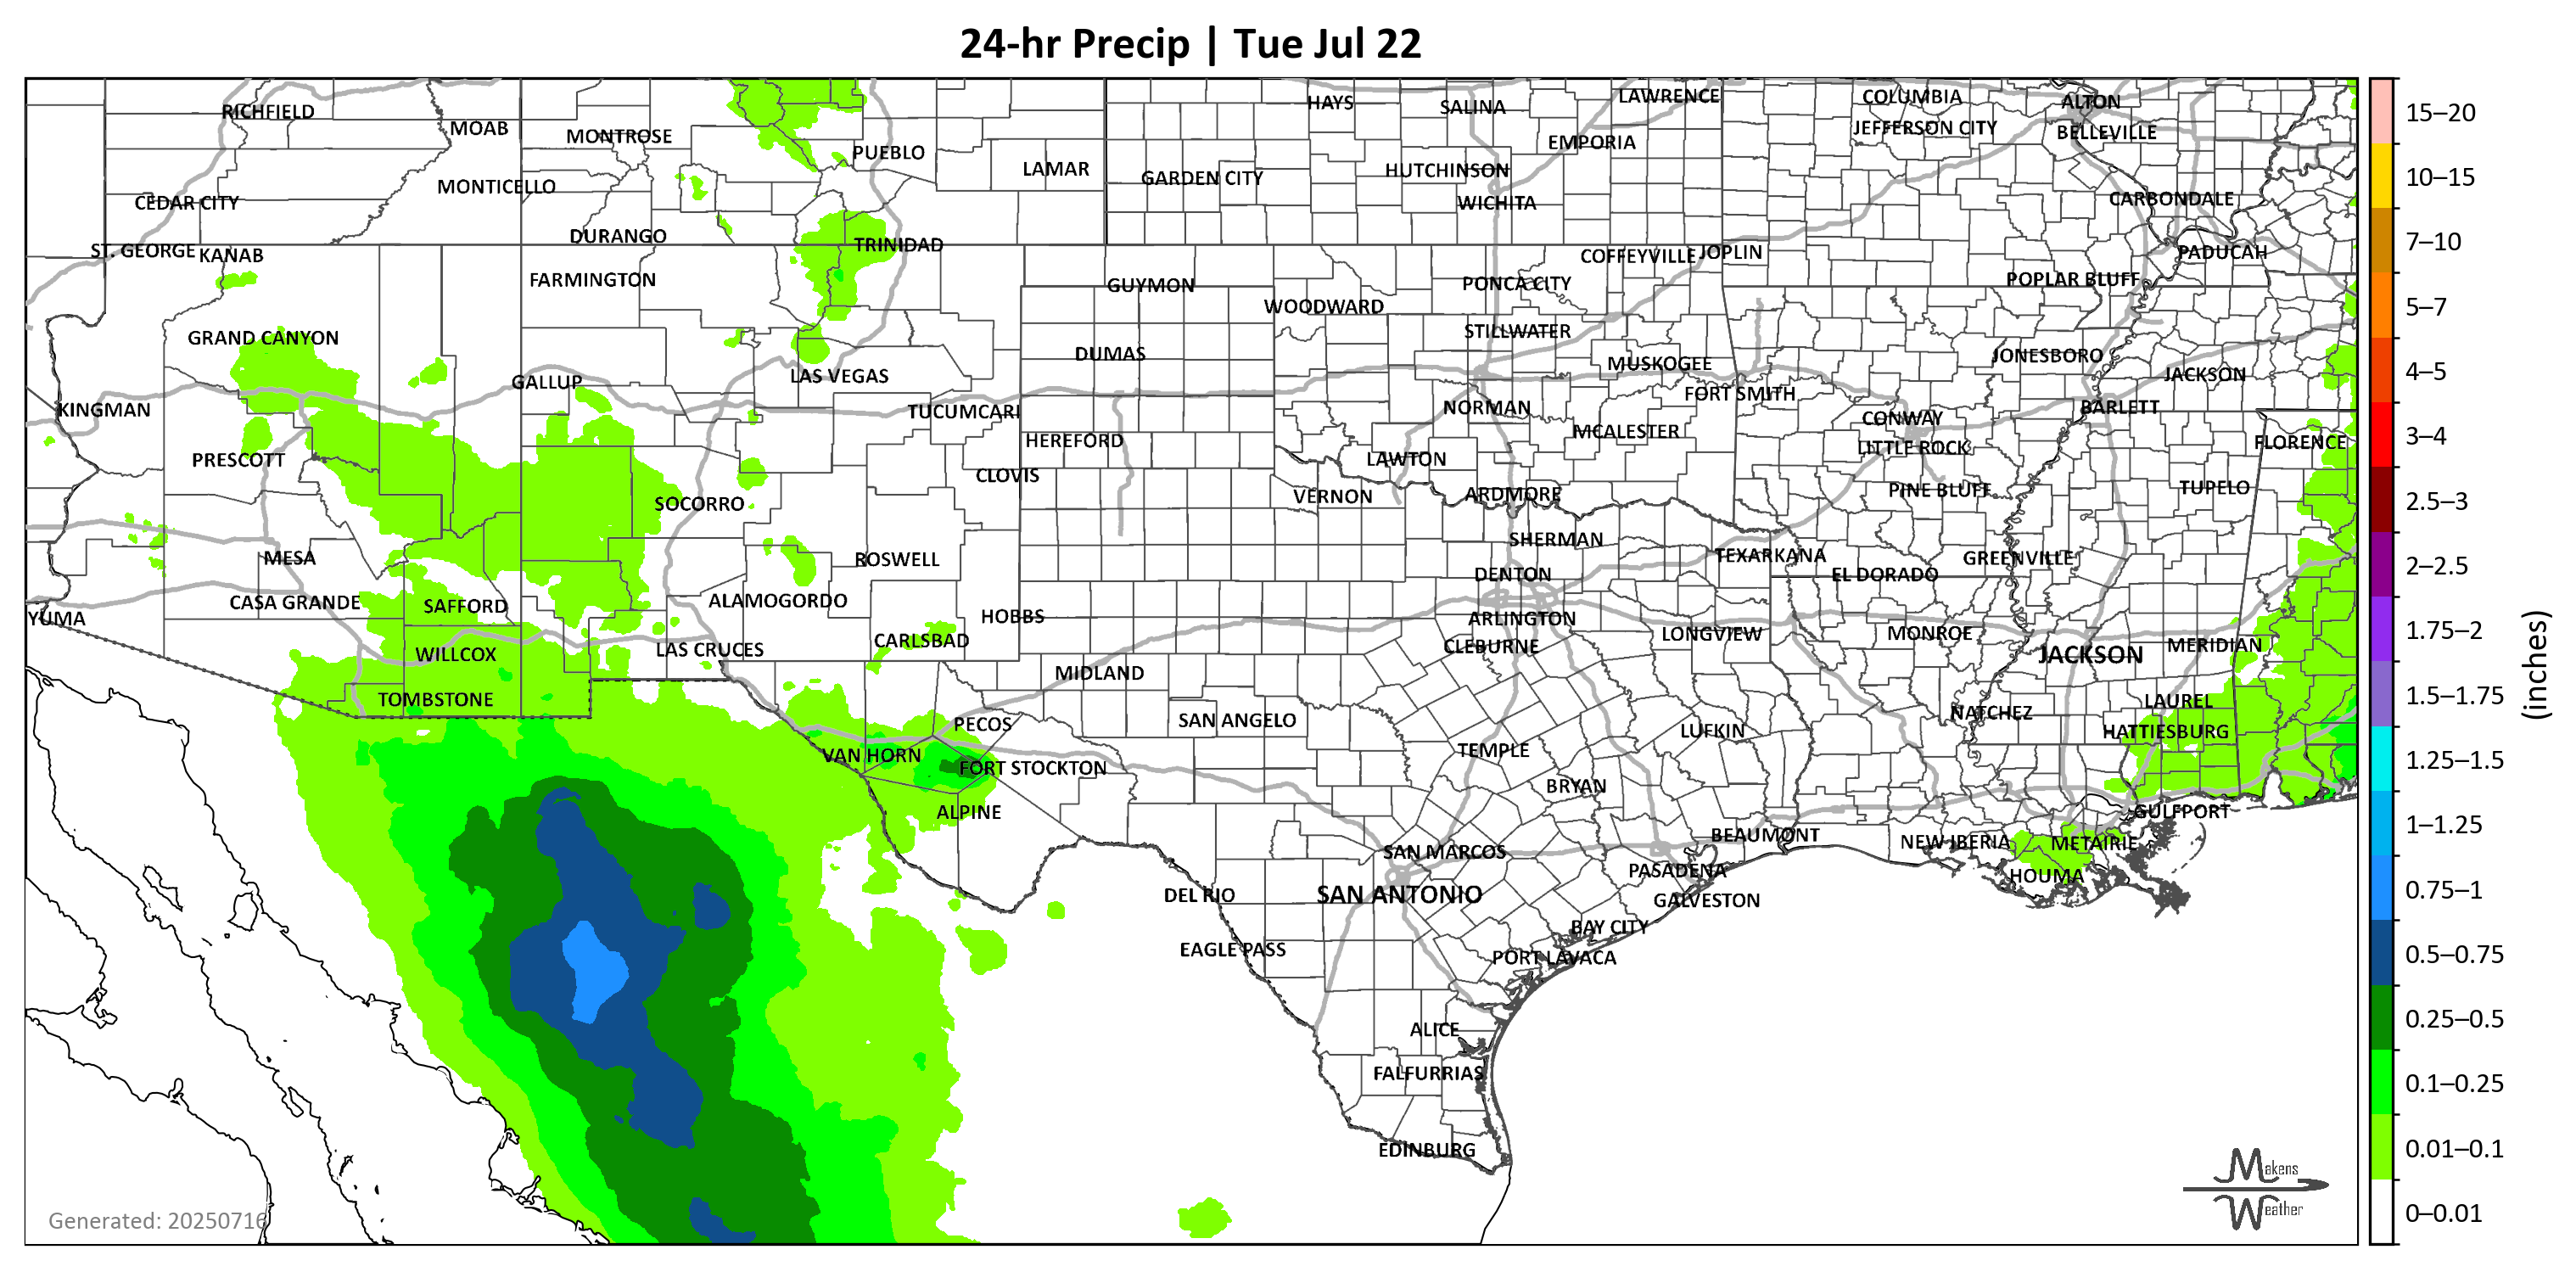 24-hr Precip | Tue Jul 22
RICHFIELD
MOAB
MONTROSE
PUEBLO
LAMAR
HAYS
SALINA
LAWRENCE
COLUMBIA
ALTON
JEFFERSON CITY
BELLEVILLE
EMPORIA
GARDEN CITY
HUTCHINSON
WICHITA
CEDAR CITY
MONTICELLO
CARBONDALE
DURANGO
TRINIDAD
ST. GEORGE
KANAB
FARMINGTON
GUYMON
COFFEYVILLE
JOPLIN
PADUCAH
PONCA CITY
POPLAR BLUFF
WOODWARD
GRAND CANYON
STILLWATER
DUMAS
MUSKOGEE
JONESBORO
GALLUP
LAS VEGAS
FORT SMITH
JACKSON
KINGMAN
TUCUMCARI
NORMAN
CONWAY
BARLETT
HEREFORD
MCALESTER
LITTLE ROCK
FLORENCE
PRESCOTT
CLOVIS
LAWTON
SOCORRO
VERNON
ARDMORE
PINE BLUFF
TUPELO
MESA
ROSWELL
SHERMAN
TEXARKANA
GREENVILLE
DENTON
EL DORADO
YUMA
CASA GRANDE
SAFFORD
ALAMOGORDO
HOBBS
ARLINGTON
WILLCOX
LAS CRUCES
CARLSBAD
CLEBURNE
LONGVIEW
MONROE
JACKSON
MERIDIAN
MIDLAND
TOMBSTONE
PECOS
SAN ANGELO
LUFKIN
NATCHEZ
LAUREL
HATTIESBURG
VAN HORN
FORT STOCKTON
TEMPLE
BRYAN
ALPINE
GULFPORT
SAN MARCOS
BEAUMONT
NEW IBERIA
METAIRIE
PASADENA
HOUMA
DEL RIO
SAN ANTONIO
GALVESTON
EAGLE PASS
BAY CITY
PORT LAVACA
ALICE
FALFURRIAS
EDINBURG
Generated: 20250716
Makens
Weather
15–20
10–15
7–10
5–7
4–5
3–4
2.5–3
2–2.5
1.75–2
1.5–1.75
1.25–1.5
1–1.25
0.75–1
0.5–0.75
0.25–0.5
0.1–0.25
0.01–0.1
0–0.01
(inches)